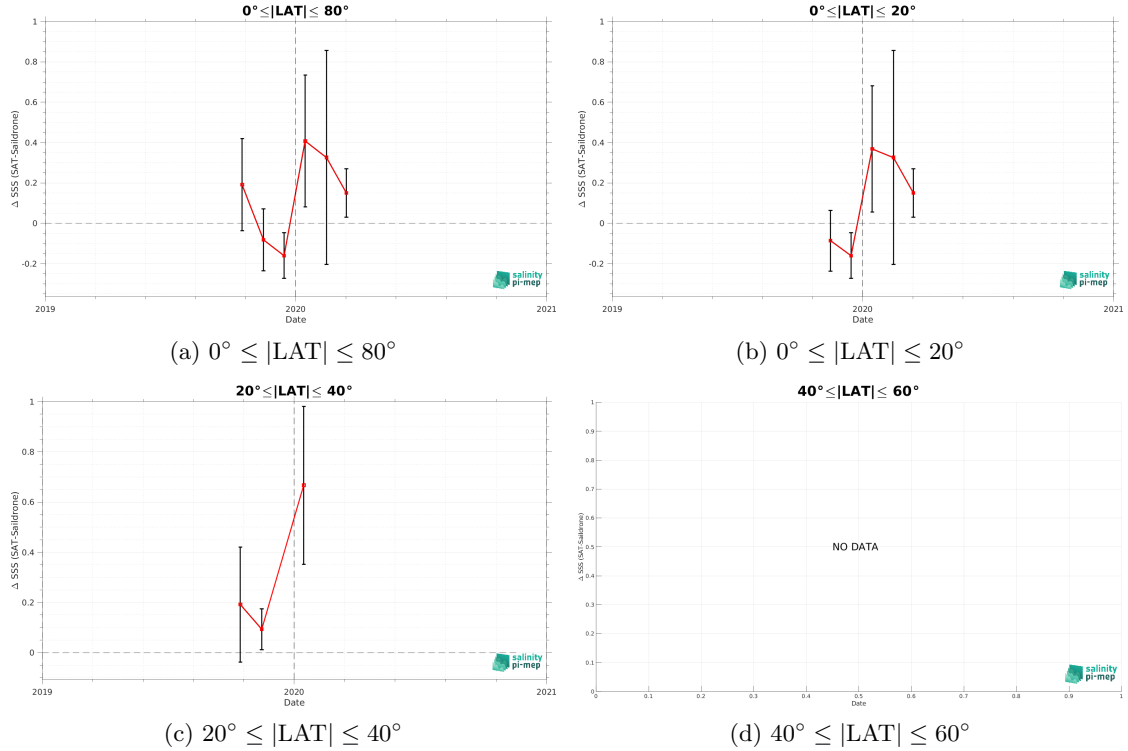 0°≤|LAT|≤ 80°
1
0.8
0.6
0.4
0.2
0
-0.2
Δ SSS (SAT-Saildrone)
2019
2020
2021
Date
salinity
pi-mep
(a) 0° ≤ |LAT| ≤ 80°
0°≤|LAT|≤ 20°
1
0.8
0.6
0.4
0.2
0
-0.2
Δ SSS (SAT-Saildrone)
2019
2020
2021
Date
salinity
pi-mep
(b) 0° ≤ |LAT| ≤ 20°
20°≤|LAT|≤ 40°
1
0.8
0.6
0.4
0.2
0
Δ SSS (SAT-Saildrone)
2019
2020
2021
Date
salinity
pi-mep
(c) 20° ≤ |LAT| ≤ 40°
40°≤|LAT|≤ 60°
1
0.9
0.8
0.7
0.6
0.5
0.4
0.3
0.2
0.1
0
Δ SSS (SAT-Saildrone)
NO DATA
0 0.1 0.2 0.3 0.4 0.5 0.6 0.7 0.8 0.9 1
Date
salinity
pi-mep
(d) 40° ≤ |LAT| ≤ 60°